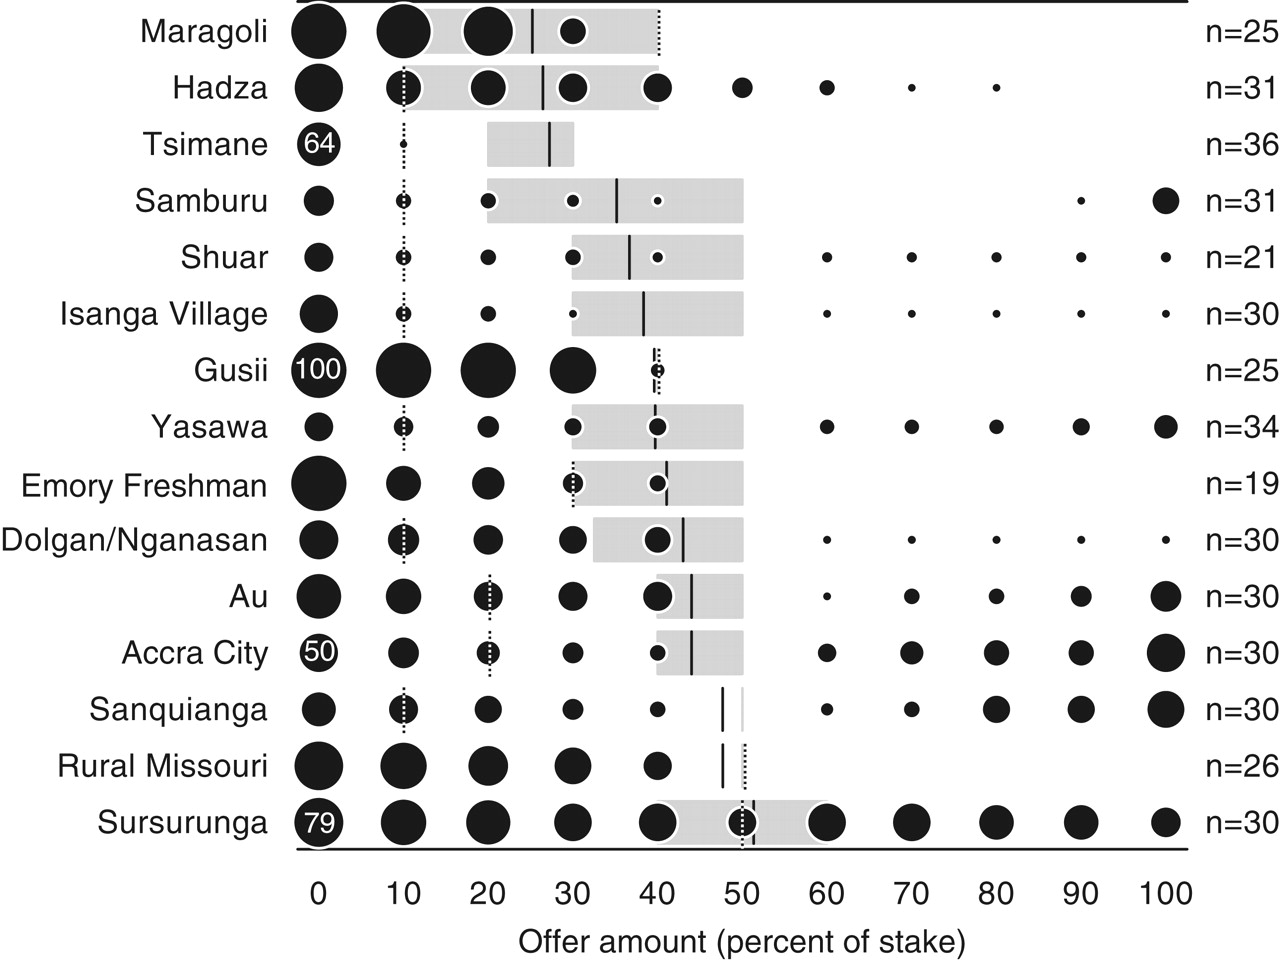 Maragoli n=25
Hadza n=31
Tsimane 64 n=36
Samburu n=31
Shuar n=21
Isanga Village n=30
Gusii 100 n=25
Yasawa n=34
Emory Freshman n=19
Dolgan/Nganasan n=30
Au n=30
Accra City 50 n=30
Sanquianga n=30
Rural Missouri n=26
Sursurunga 79 n=30
0 10 20 30 40 50 60 70 80 90 100
Offer amount (percent of stake)